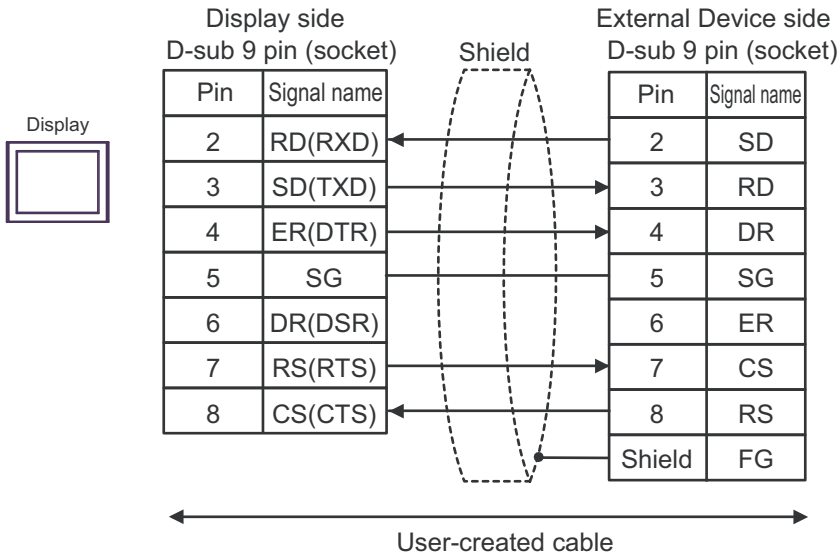 Display side
D-sub 9 pin (socket)
Shield
External Device side
D-sub 9 pin (socket)
Display
Pin Signal name
2 RD(RXD)
3 SD(TXD)
4 ER(DTR)
5 SG
6 DR(DSR)
7 RS(RTS)
8 CS(CTS)
Pin Signal name
2 SD
3 RD
4 DR
5 SG
6 ER
7 CS
8 RS
Shield FG
User-created cable